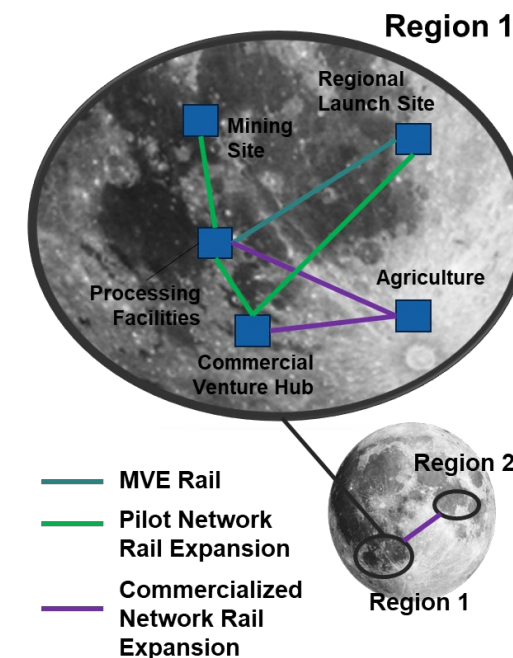 Region 1
Regional
Launch Site
Mining
Site
Agriculture
Processing
Facilities
Commercial
Venture Hub
MVE Rail
Pilot Network
Rail Expansion
Commercialized
Network Rail
Expansion
Region 2
Region 1